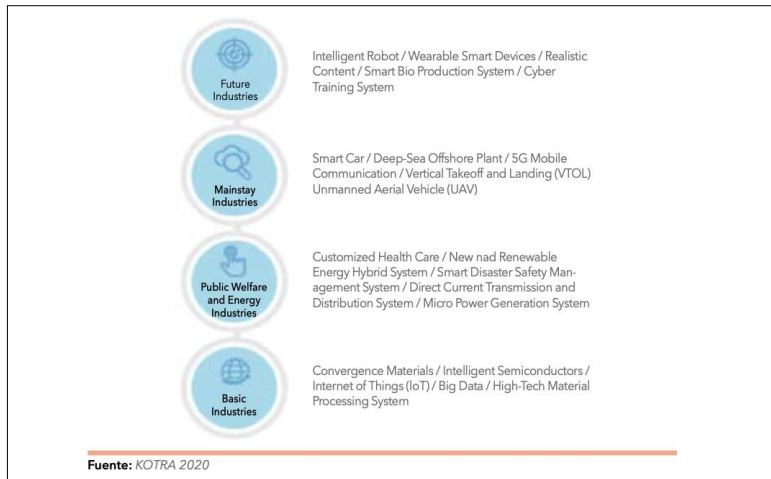 Future
Industries
Intelligent Robot / Wearable Smart Devices / Realistic
Content / Smart Bio Production System / Cyber
Training System
Mainstay
Industries
Smart Car / Deep-Sea Offshore Plant / 5G Mobile
Communication / Vertical Takeoff and Landing (VTOL)
Unmanned Aerial Vehicle (UAV)
Public Welfare
and Energy
Industries
Customized Health Care / New nad Renewable
Energy Hybrid System / Smart Disaster Safety Man-
agement System / Direct Current Transmission and
Distribution System / Micro Power Generation System
Basic
Industries
Convergence Materials / Intelligent Semiconductors /
Internet of Things (IoT) / Big Data / High-Tech Material
Processing System
Fuente: KOTRA 2020